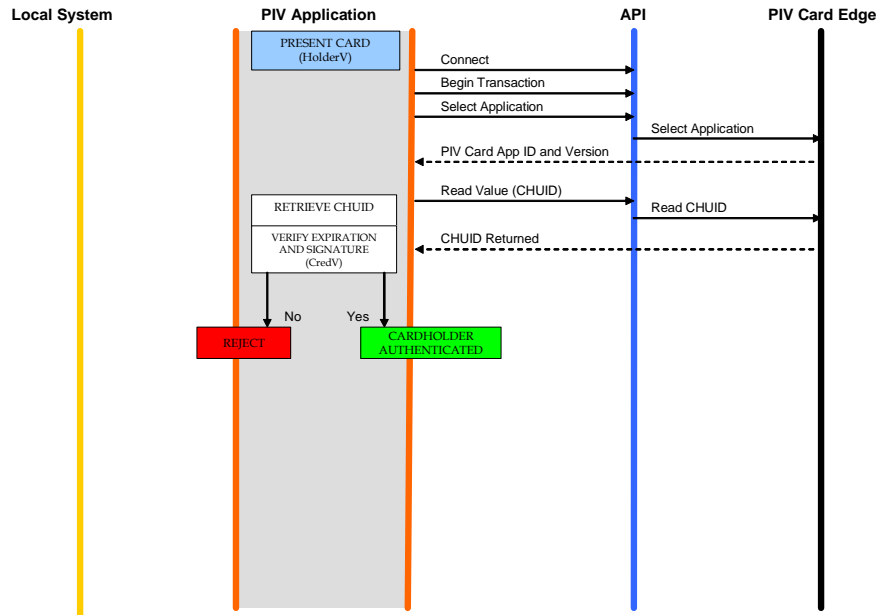 Local System
PIV Application
API
PIV Card Edge
PRESENT CARD
(HolderV)
Connect
Begin Transaction
Select Application
Select Application
PIV Card App ID and Version
Read Value (CHUID)
RETRIEVE CHUID
Read CHUID
VERIFY EXPIRATION
AND SIGNATURE
(CredV)
CHUID Returned
No
Yes
REJECT
CARDHOLDER
AUTHENTICATED